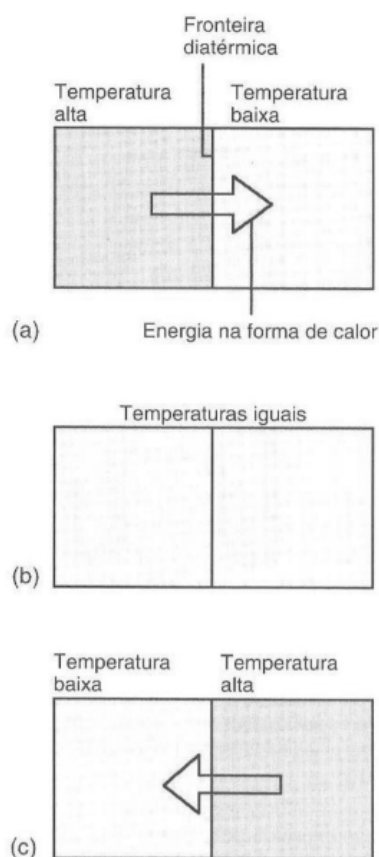 Fronteira
diatérmica
Temperatura
alta
Temperatura
baixa
(a)
Energia na forma de calor
Temperaturas iguais
(b)
Temperatura
baixa
Temperatura
alta
(c)